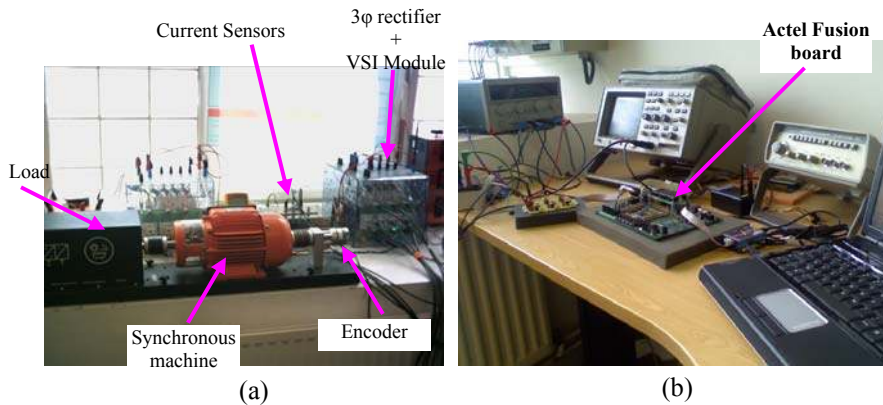 3φ rectifier
+
VSI Module
Current Sensors
Load
Synchronous
machine
Encoder
(a)
Actel Fusion
board
(b)